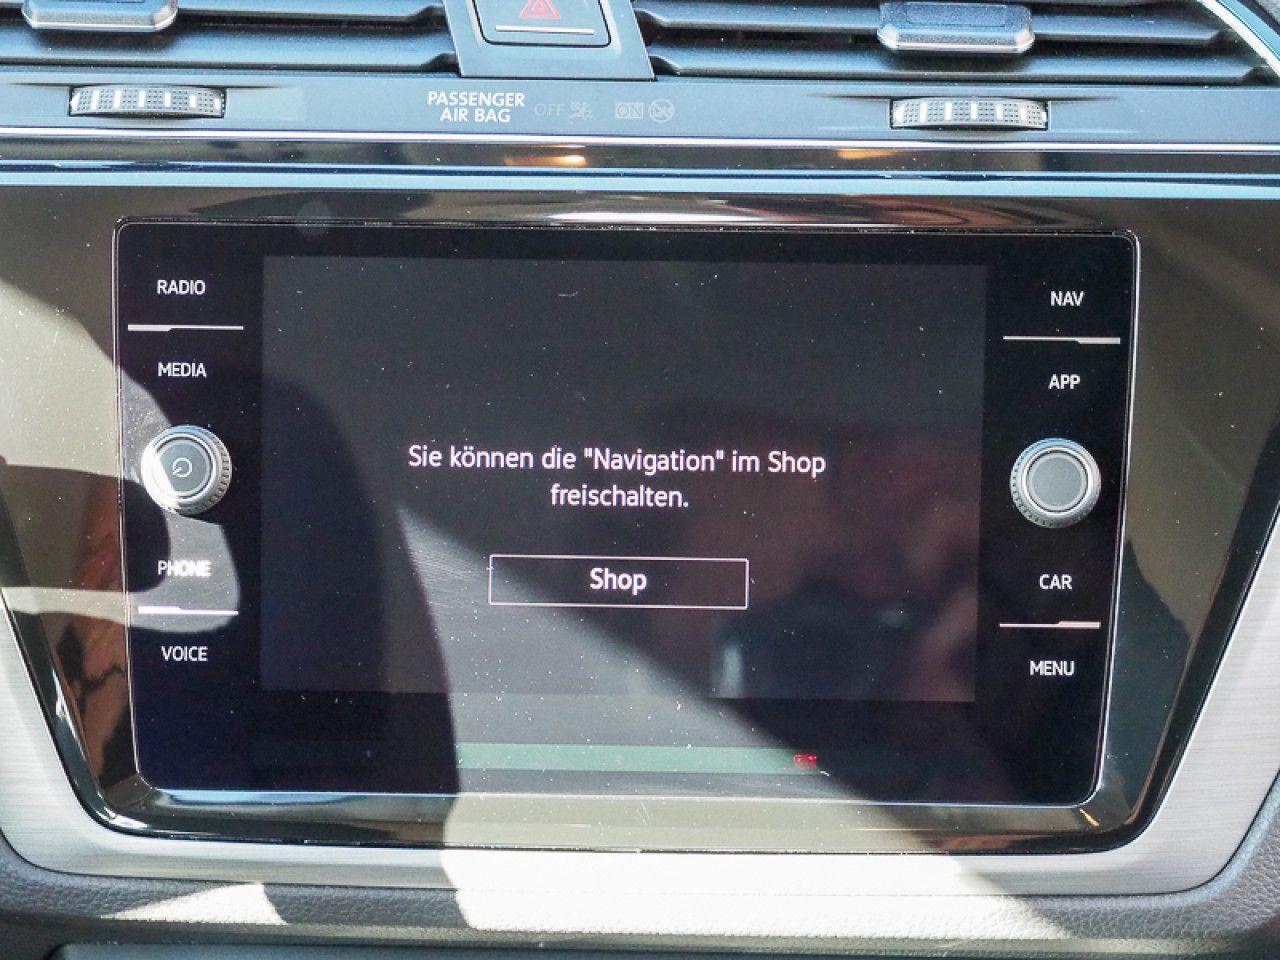 PASSENGER
AIR BAG
OFF
ON
RADIO
MEDIA
PHONE
VOICE
Sie können die "Navigation" im Shop
freischalten.
Shop
NAV
APP
CAR
MENU